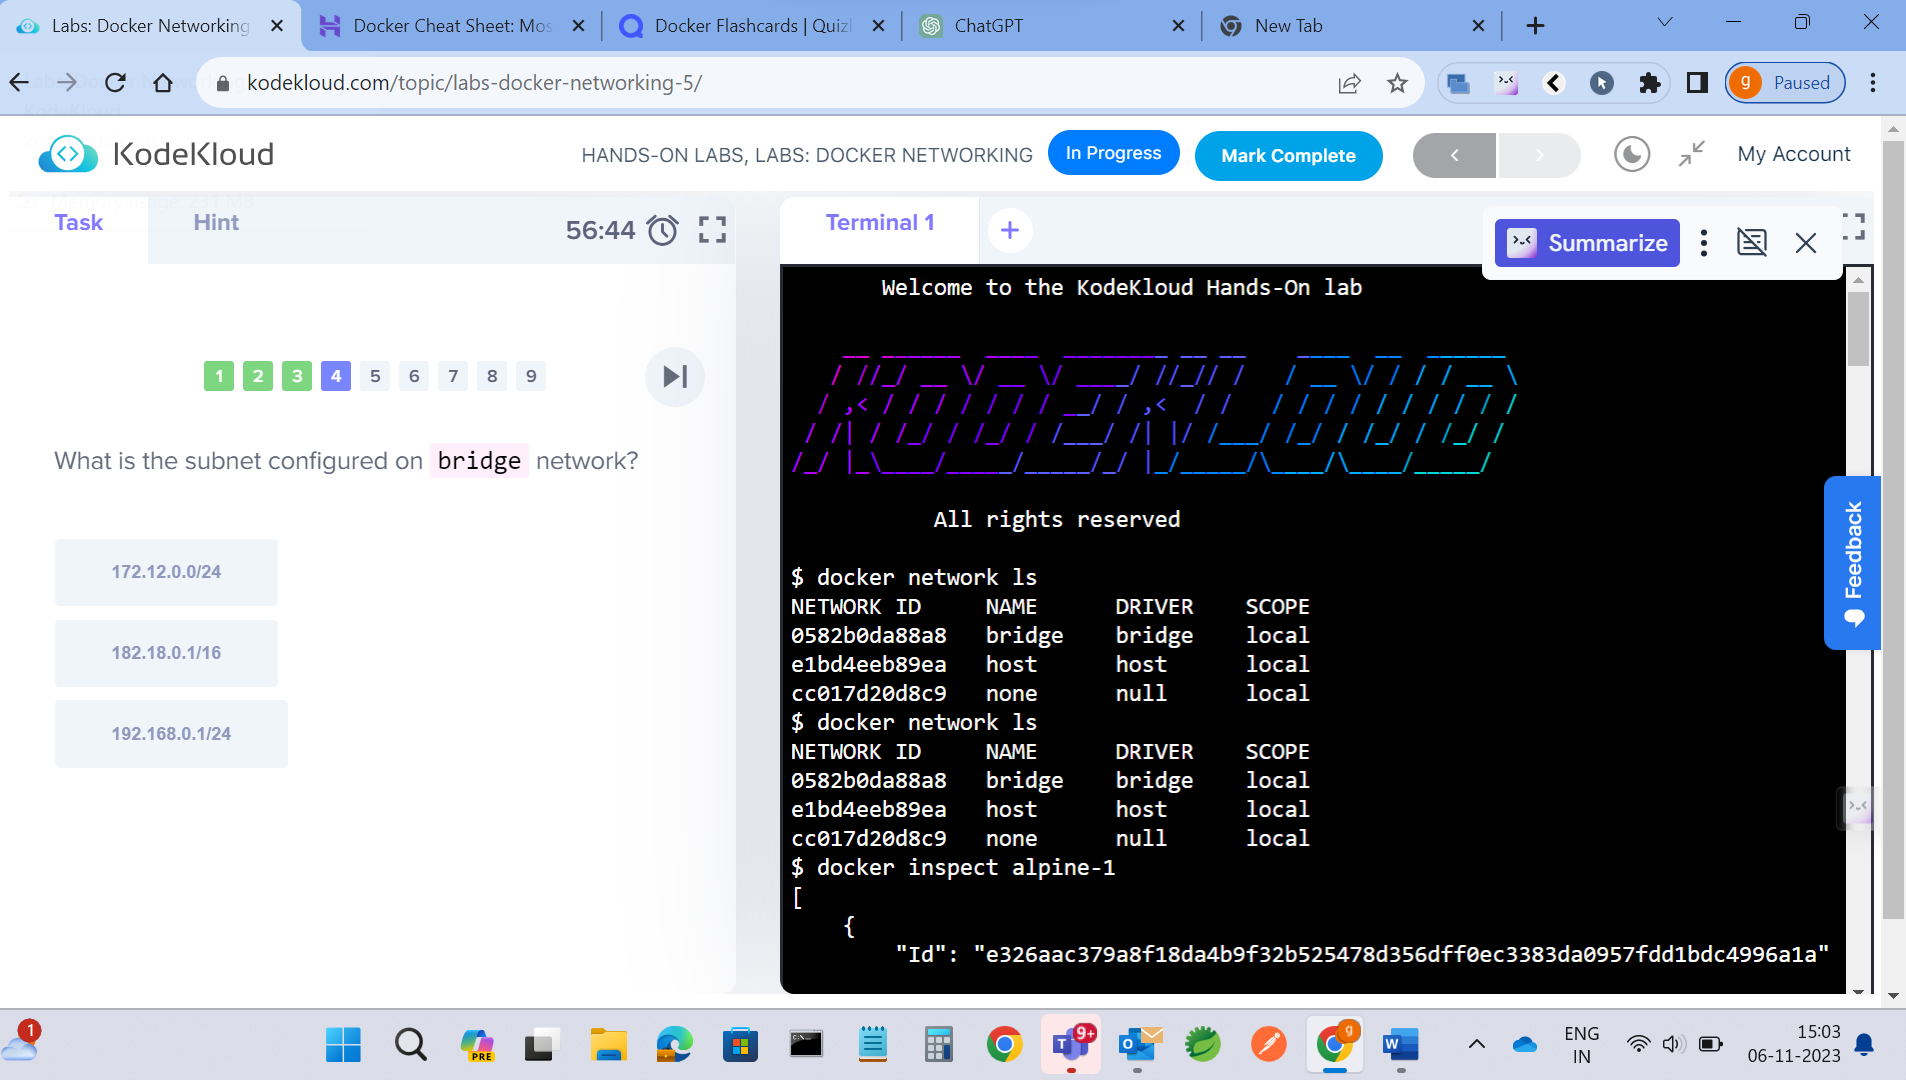 Labs: Docker Networking
Docker Cheat Sheet: Mos
Docker Flashcards | Quizl
ChatGPT
New Tab
kodekloud.com/topic/labs-docker-networking-5/
g
Paused
KodeKloud
HANDS-ON LABS, LABS: DOCKER NETWORKING
In Progress
Mark Complete
My Account
Task
Hint
56:44
Terminal 1
+
Summarize
1 2 3 4 5 6 7 8 9
What is the subnet configured on bridge network?
172.12.0.0/24
182.18.0.1/16
192.168.0.1/24
Welcome to the KodeKloud Hands-On lab
KODEKLOUD
All rights reserved
$ docker network ls
NETWORK ID NAME DRIVER SCOPE
0582b0da88a8 bridge bridge local
e1bd4eeb89ea host host local
cc017d20d8c9 none null local
$ docker network ls
NETWORK ID NAME DRIVER SCOPE
0582b0da88a8 bridge bridge local
e1bd4eeb89ea host host local
cc017d20d8c9 none null local
$ docker inspect alpine-1
[
{
"Id": "e326aac379a8f18da4b9f32b525478d356dff0ec3383da0957fdd1bdc4996a1a"
Feedback
1
PRE
9+
g
ENG
IN
15:03
06-11-2023